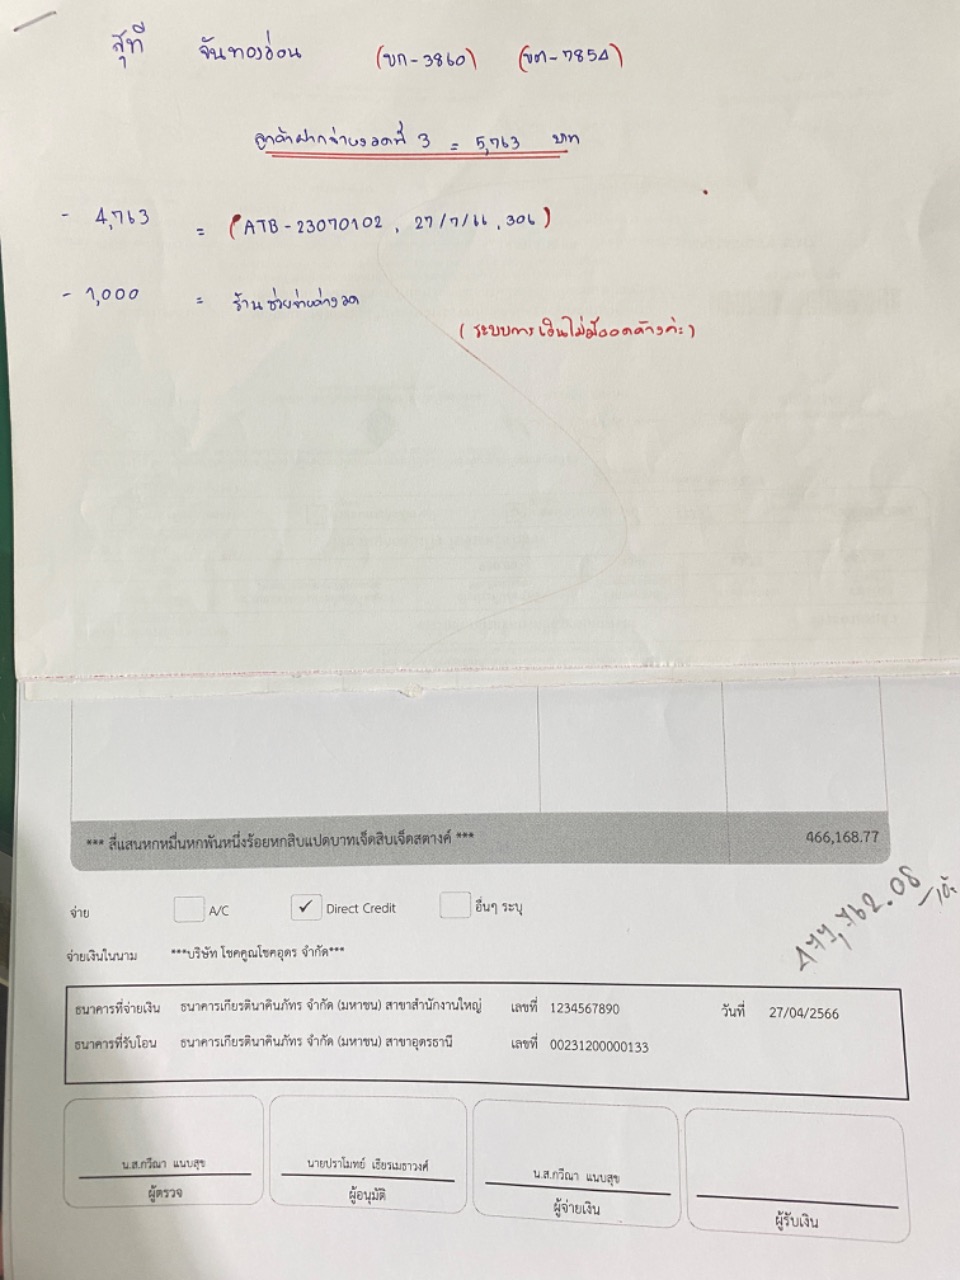 สุที จันทองอ่อน (บก-3860) (ขต-7854)
ลูกค้าฝากจ่ายงวดที่ 3 = 5,763 บาท
- 4,763 = (ATB-23070102, 27/7/66, 306)
- 1,000 = ร้านช่วยจ่ายค่างวด
(ระบบการเงินไม่มียอดค้างค่ะ)
*** สี่แสนหกหมื่นหกพันหนึ่งร้อยหกสิบแปดบาทเจ็ดสิบเจ็ดสตางค์ *** 466,168.77
จ่าย A/C ✓ Direct Credit อื่นๆ ระบุ
จ่ายเงินในนาม ***บริษัท โชคคูณโชคอุดร จำกัด***
ธนาคารที่จ่ายเงิน ธนาคารเกียรตินาคินภัทร จำกัด (มหาชน) สาขาสำนักงานใหญ่ เลขที่ 1234567890 วันที่ 27/04/2566
ธนาคารที่รับโอน ธนาคารเกียรตินาคินภัทร จำกัด (มหาชน) สาขาอุดรธานี เลขที่ 00231200000133
น.ส.ทวีณา แนบสุข นายปราโมทย์ เธียรเมธาวงศ์ น.ส.ทวีณา แนบสุข
ผู้ตรวจ ผู้อนุมัติ ผู้จ่ายเงิน ผู้รับเงิน